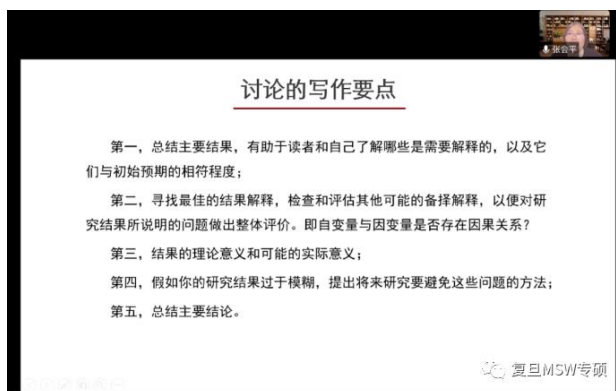 张会平
讨论的写作要点
第一，总结主要结果，有助于读者和自己了解哪些是需要解释的，以及它
们与初始预期的相符程度；
第二，寻找最佳的结果解释，检查和评估其他可能的备择解释，以便对研
究结果所说明的问题做出整体评价。即自变量与因变量是否存在因果关系？
第三，结果的理论意义和可能的实际意义；
第四，假如你的研究结果过于模糊，提出将来研究要避免这些问题的方法；
第五，总结主要结论。
复旦MSW专硕